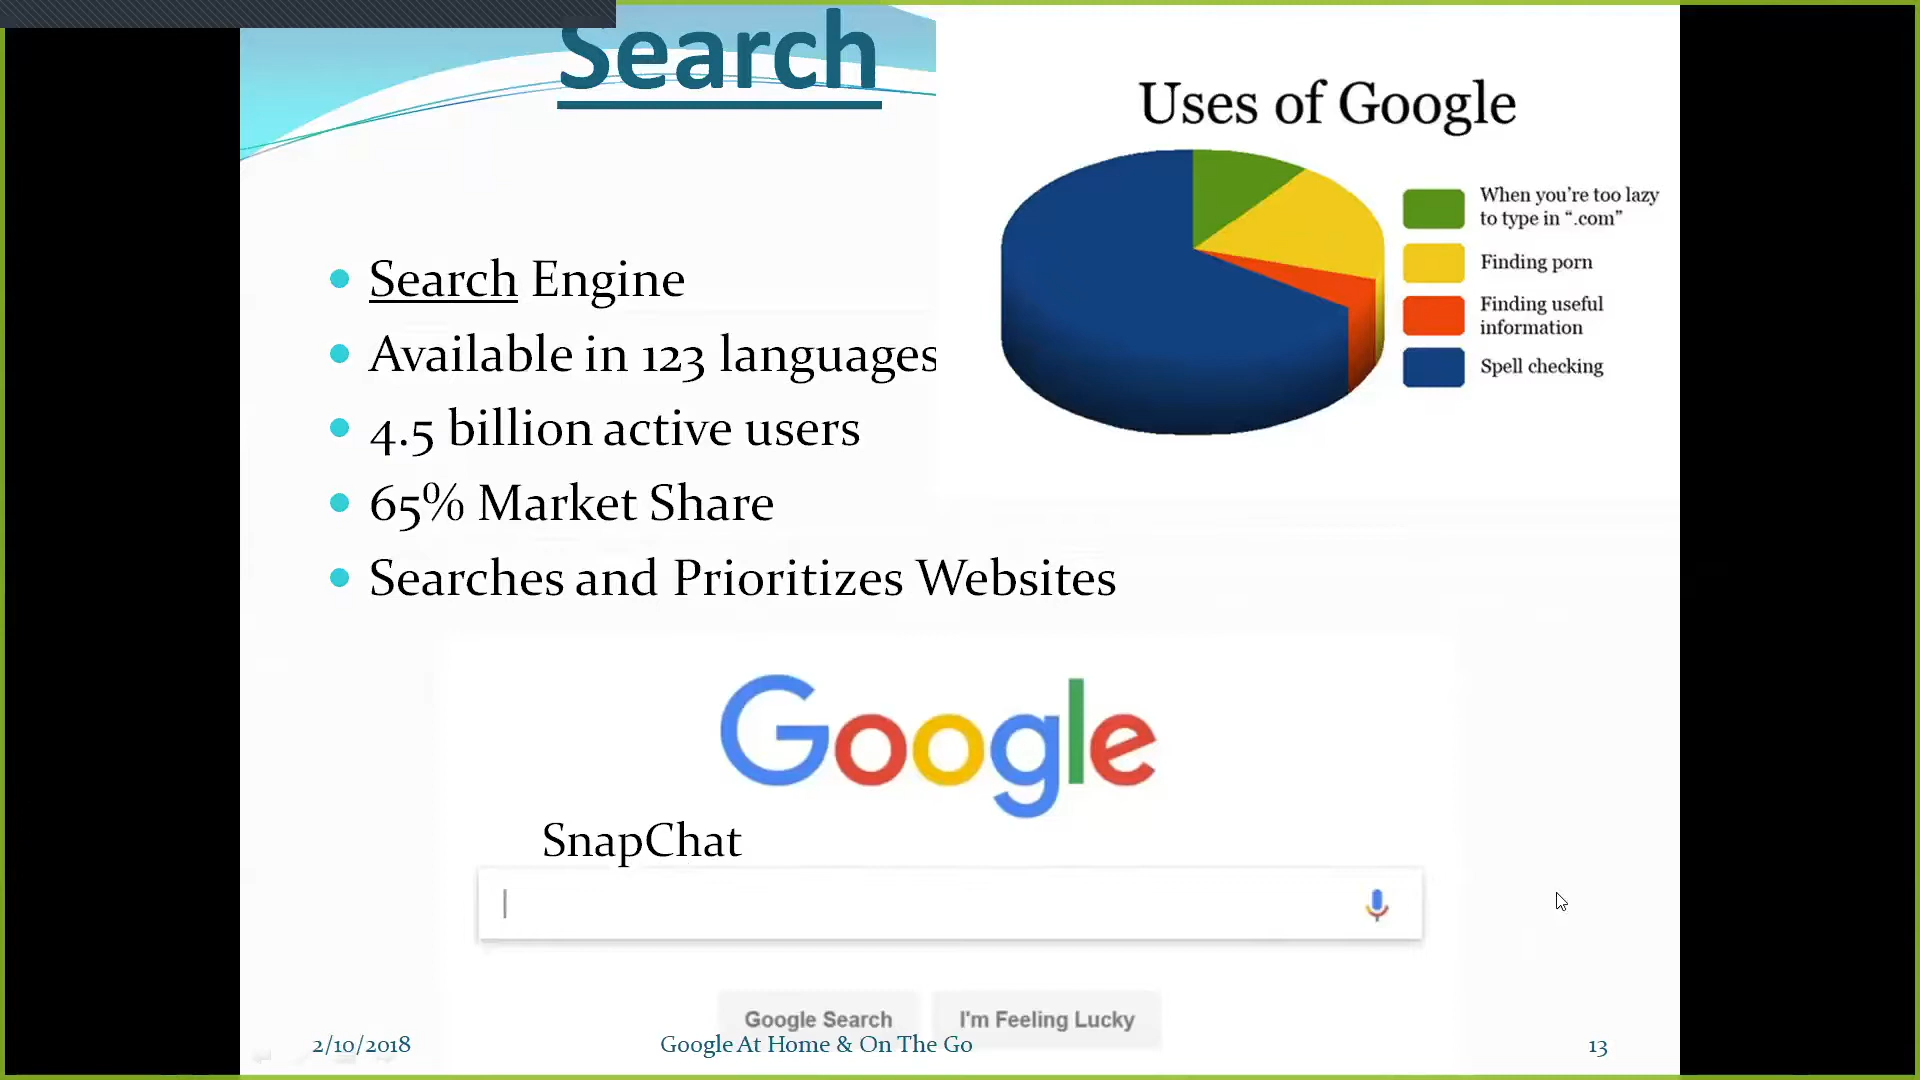 Search
Uses of Google
When you're too lazy
to type in “.com”
Finding porn
Finding useful
information
Spell checking
Search Engine
Available in 123 languages
4.5 billion active users
65% Market Share
Searches and Prioritizes Websites
Google
SnapChat
Google Search
I'm Feeling Lucky
2/10/2018
Google At Home & On The Go
13